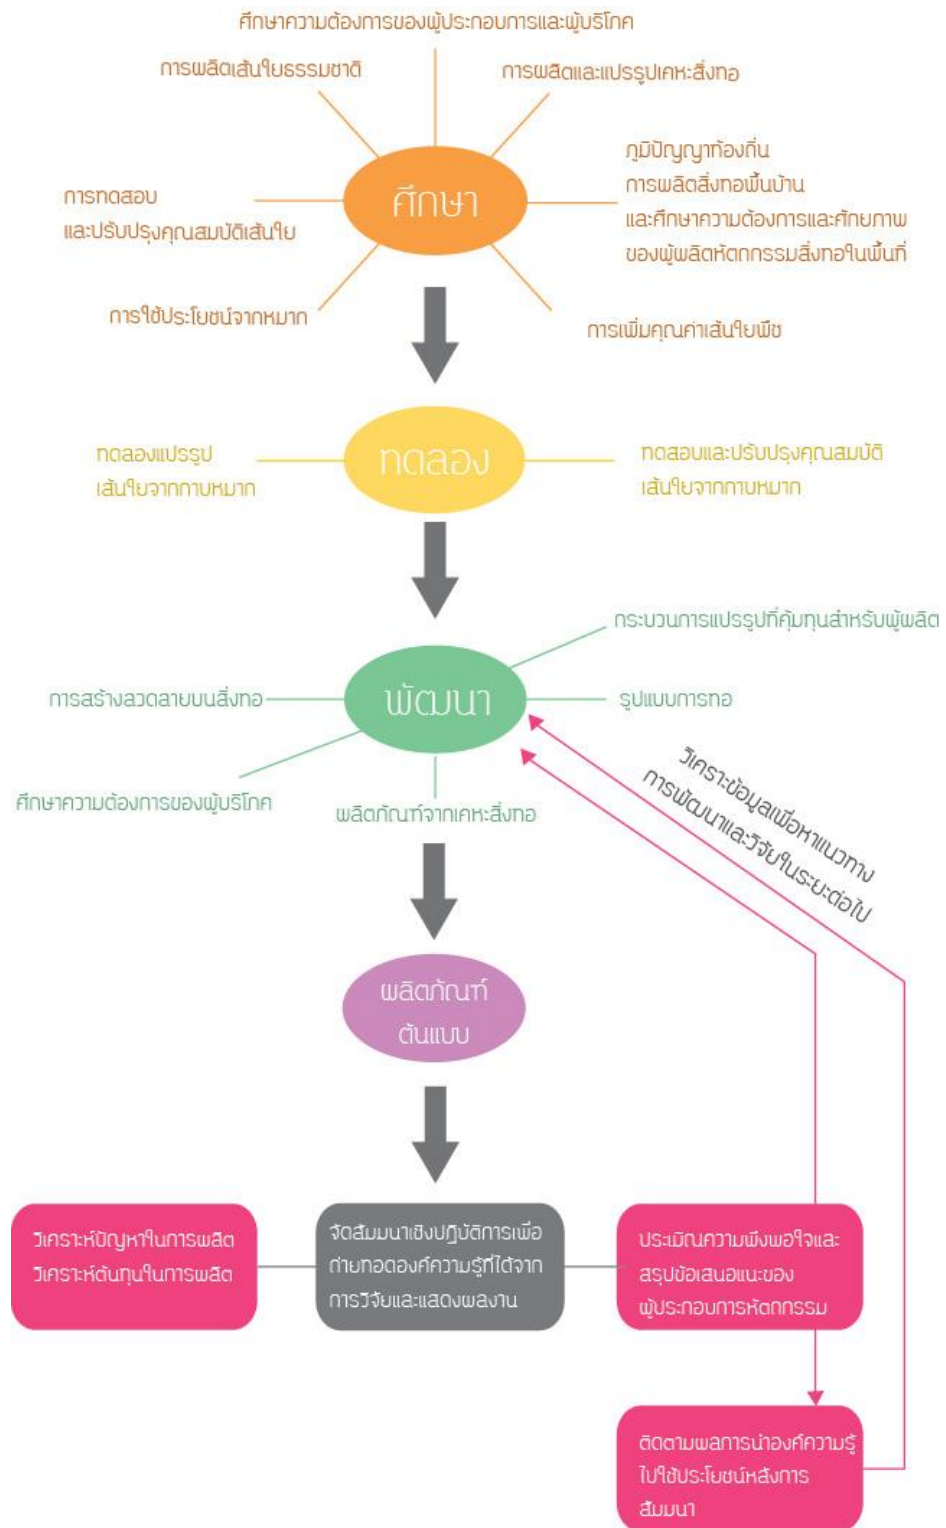 ศึกษาความต้องการของผู้ประกอบการและผู้บริโภค
การผลิตเส้นใยธรรมชาติ
การผลิตและแปรรูปเคหะสิ่งทอ
ศึกษา
ภูมิปัญญาท้องถิ่น
การผลิตสิ่งทอพื้นบ้าน
และศึกษาความต้องการและศักยภาพ
ของผู้ผลิตหัตถกรรมสิ่งทอในพื้นที่
การทดสอบ
และปรับปรุงคุณสมบัติเส้นใย
การใช้ประโยชน์จากหมาก
การเพิ่มคุณค่าเส้นใยพืช
ทดลอง
ทดลองแปรรูป
เส้นใยจากกาบหมาก
ทดสอบและปรับปรุงคุณสมบัติ
เส้นใยจากกาบหมาก
กระบวนการแปรรูปที่คุ้มทุนสำหรับผู้ผลิต
พัฒนา
การสร้างลวดลายบนสิ่งทอ
รูปแบบการทอ
ศึกษาความต้องการของผู้บริโภค
ผลิตภัณฑ์จากเคหะสิ่งทอ
วิเคราะข้อมูลเพื่อหาแนวทาง
การพัฒนาและวิจัยในระยะต่อไป
ผลิตภัณฑ์
ต้นแบบ
วิเคราะห์ปัญหาในการผลิต
วิเคราะห์ต้นทุนในการผลิต
จัดสัมมนาเชิงปฏิบัติการเพื่อ
ถ่ายทอดองค์ความรู้ที่ได้จาก
การวิจัยและแสดงผลงาน
ประเมิณความพึงพอใจและ
สรุปข้อเสนอแนะของ
ผู้ประกอบการหัตถกรรม
ติดตามผลการนำองค์ความรู้
ไปใช้ประโยชน์หลังการ
สัมมนา